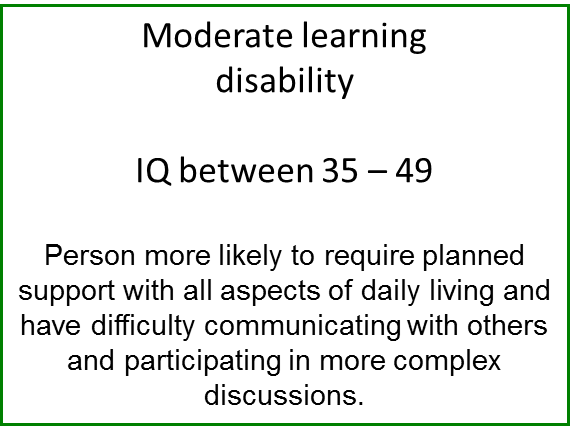 Moderate learning
disability
IQ between 35 – 49
Person more likely to require planned
support with all aspects of daily living and
have difficulty communicating with others
and participating in more complex
discussions.